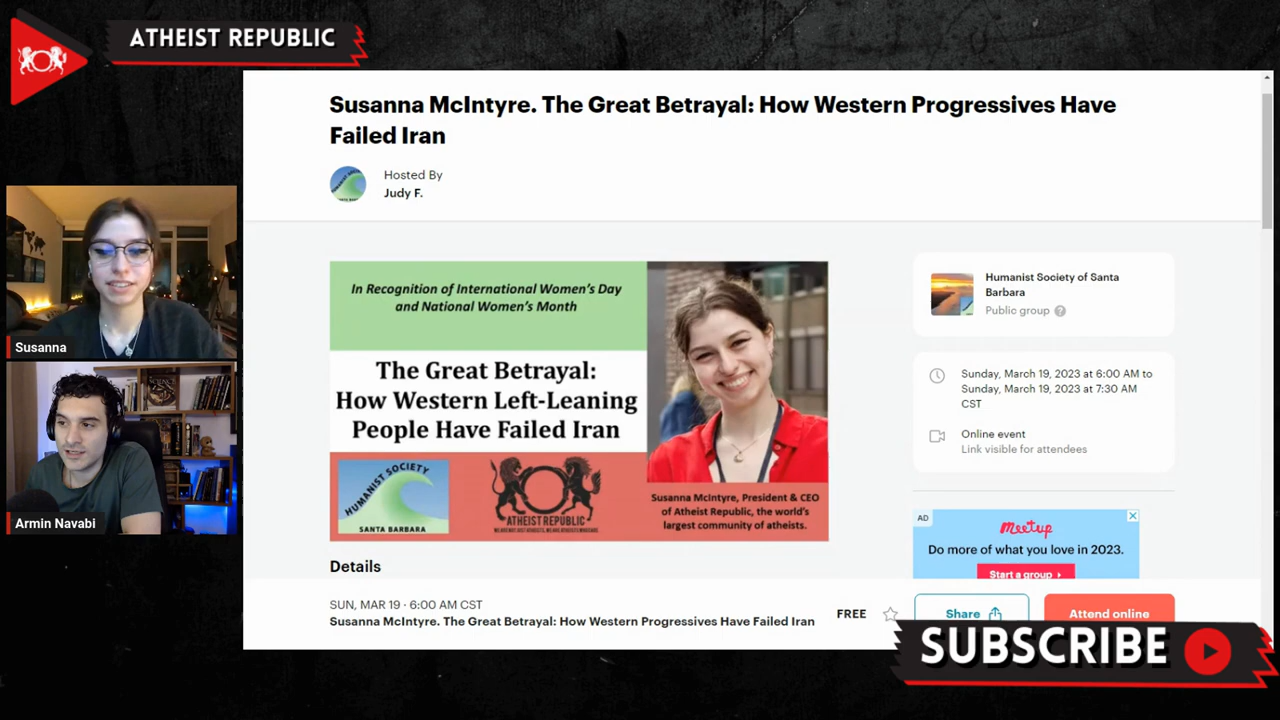 ATHEIST REPUBLIC
Susanna McIntyre. The Great Betrayal: How Western Progressives Have
Failed Iran
Hosted By
Judy F.
In Recognition of International Women's Day
and National Women's Month
The Great Betrayal:
How Western Left-Leaning
People Have Failed Iran
HUMANIST SOCIETY
SANTA BARBARA
ATHEIST REPUBLIC
Susanna McIntyre, President & CEO
of Atheist Republic, the world's
largest community of atheists.
Humanist Society of Santa
Barbara
Public group ?
Sunday, March 19, 2023 at 6:00 AM to
Sunday, March 19, 2023 at 7:30 AM
CST
Online event
Link visible for attendees
AD
Meetup
Do more of what you love in 2023.
Start a group
Details
SUN, MAR 19 · 6:00 AM CST
Susanna McIntyre. The Great Betrayal: How Western Progressives Have Failed Iran
FREE
Share
Attend online
Susanna
Armin Navabi
SUBSCRIBE